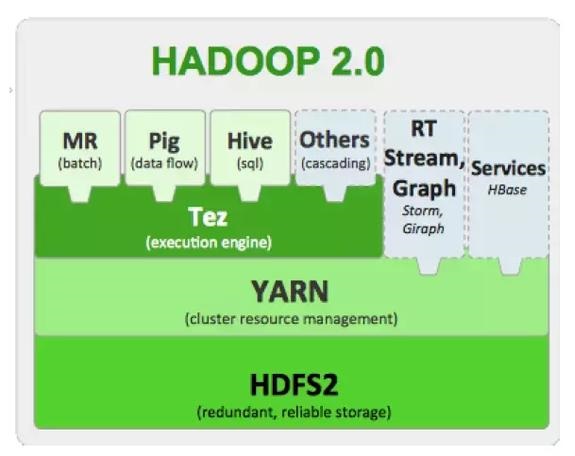 HADOOP 2.0
MR
(batch)
Pig
(data flow)
Hive
(sql)
Others
(cascading)
RT
Stream,
Graph
Storm,
Giraph
Services
HBase
Tez
(execution engine)
YARN
(cluster resource management)
HDFS2
(redundant, reliable storage)